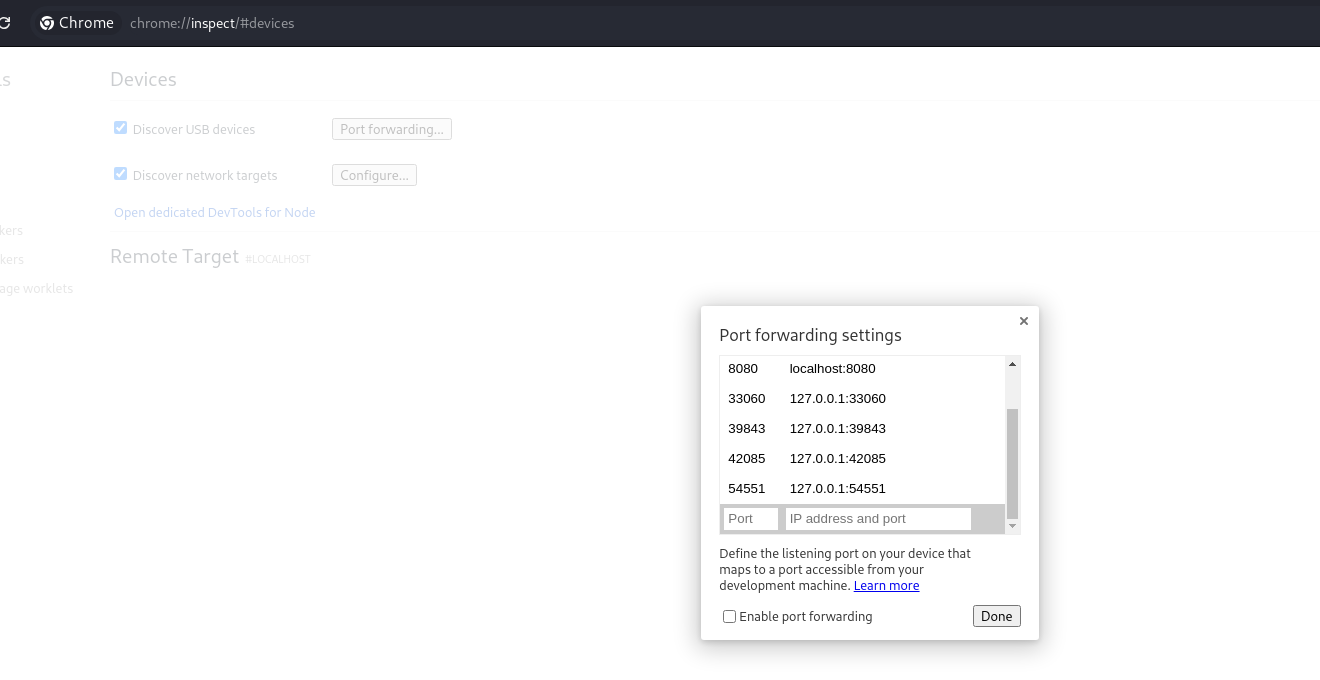 Chrome chrome://inspect/#devices
Devices
Discover USB devices Port forwarding...
Discover network targets Configure...
Open dedicated DevTools for Node
kers
Remote Target #LOCALHOST
kers
age worklets
Port forwarding settings
8080 localhost:8080
33060 127.0.0.1:33060
39843 127.0.0.1:39843
42085 127.0.0.1:42085
54551 127.0.0.1:54551
Port IP address and port
Define the listening port on your device that
maps to a port accessible from your
development machine. Learn more
Enable port forwarding Done